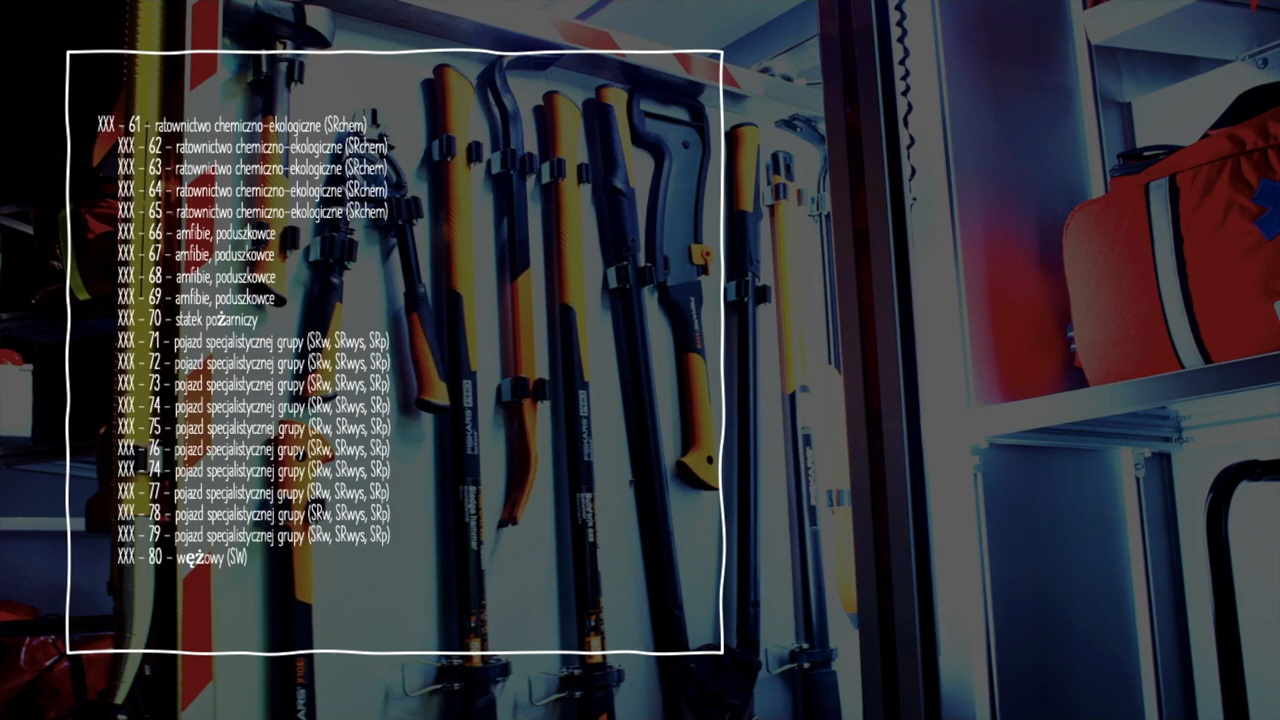 XXX - 61 - ratownictwo chemiczno-ekologiczne (SRchem)
XXX - 62 - ratownictwo chemiczno-ekologiczne (SRchem)
XXX - 63 - ratownictwo chemiczno-ekologiczne (SRchem)
XXX - 64 - ratownictwo chemiczno-ekologiczne (SRchem)
XXX - 65 - ratownictwo chemiczno-ekologiczne (SRchem)
XXX - 66 - amfibie, poduszkowce
XXX - 67 - amfibie, poduszkowce
XXX - 68 - amfibie, poduszkowce
XXX - 69 - amfibie, poduszkowce
XXX - 70 - statek pożarniczy
XXX - 71 - pojazd specjalistycznej grupy (SRw, SRwys, SRp)
XXX - 72 - pojazd specjalistycznej grupy (SRw, SRwys, SRp)
XXX - 73 - pojazd specjalistycznej grupy (SRw, SRwys, SRp)
XXX - 74 - pojazd specjalistycznej grupy (SRw, SRwys, SRp)
XXX - 75 - pojazd specjalistycznej grupy (SRw, SRwys, SRp)
XXX - 76 - pojazd specjalistycznej grupy (SRw, SRwys, SRp)
XXX - 74 - pojazd specjalistycznej grupy (SRw, SRwys, SRp)
XXX - 77 - pojazd specjalistycznej grupy (SRw, SRwys, SRp)
XXX - 78 - pojazd specjalistycznej grupy (SRw, SRwys, SRp)
XXX - 79 - pojazd specjalistycznej grupy (SRw, SRwys, SRp)
XXX - 80 - wężowy (SW)
FISKARS
FISKARS